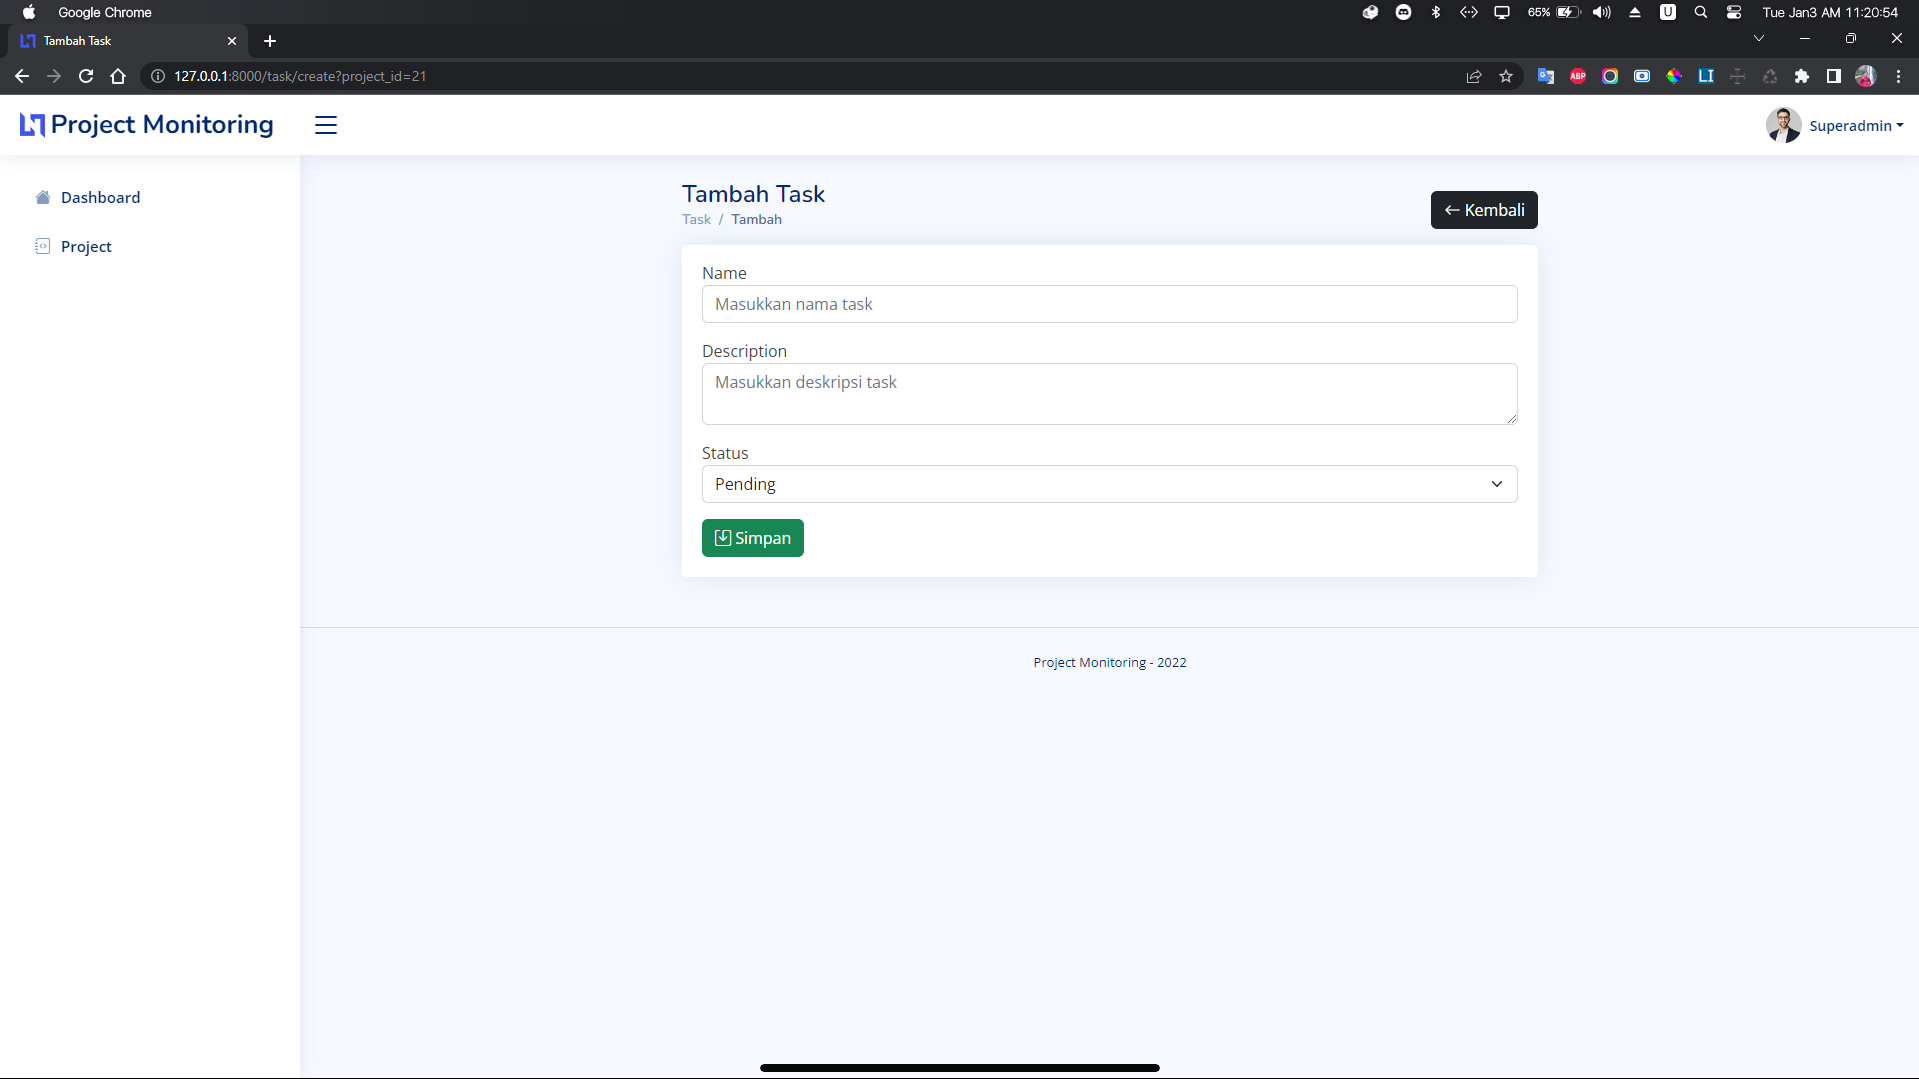 Google Chrome
65%
U
Tue Jan3 AM 11:20:54
Tambah Task
127.0.0.1:8000/task/create?project_id=21
ABP
LI
Project Monitoring
Superadmin
Dashboard
Project
Tambah Task
Task / Tambah
Kembali
Name
Masukkan nama task
Description
Masukkan deskripsi task
Status
Pending
Simpan
Project Monitoring - 2022